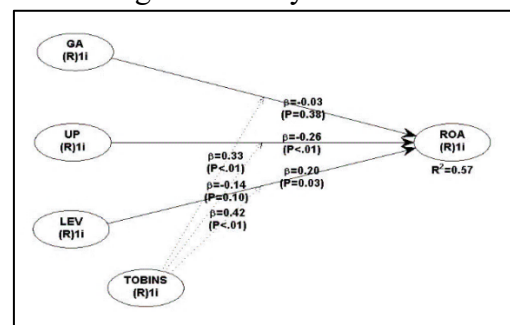 GA
(R)1i
β=-0.03
(P=0.38)
UP
(R)1i
β=-0.26
(P<.01)
ROA
(R)1i
R²=0.57
β=0.33
(P<.01)
β=0.20
(P=0.03)
β=-0.14
(P=0.10)
LEV
(R)1i
β=0.42
(P<.01)
TOBINS
(R)1i